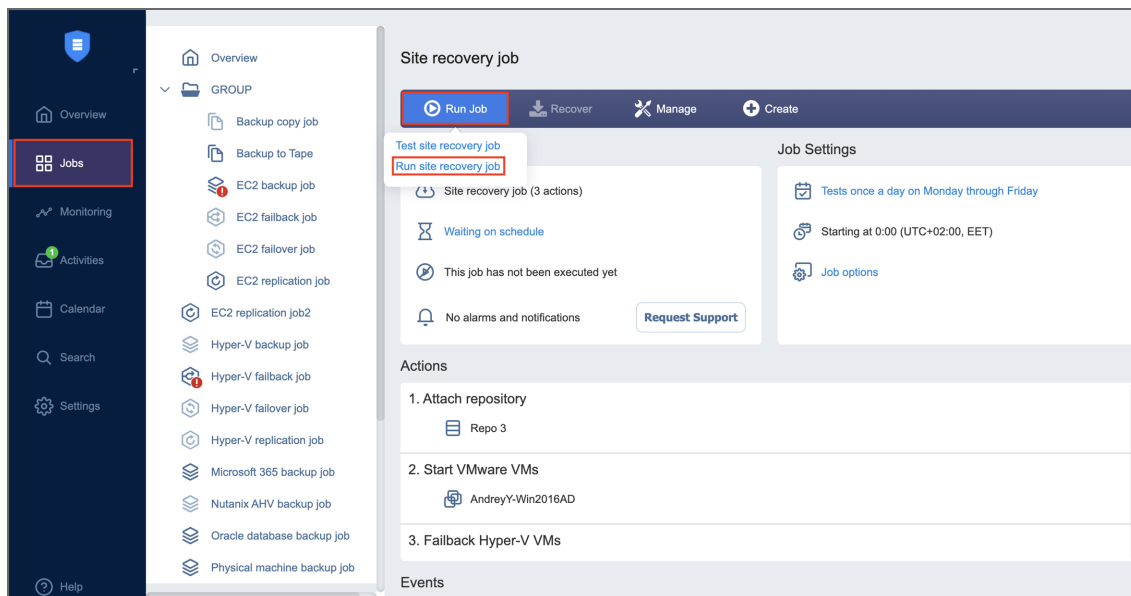 Overview
Jobs
Monitoring
1
Activities
Calendar
Search
Settings
Help
Overview
GROUP
Backup copy job
Backup to Tape
EC2 backup job
EC2 failback job
EC2 failover job
EC2 replication job
EC2 replication job2
Hyper-V backup job
Hyper-V failback job
Hyper-V failover job
Hyper-V replication job
Microsoft 365 backup job
Nutanix AHV backup job
Oracle database backup job
Physical machine backup job
Site recovery job
Run Job Recover Manage Create
Test site recovery job
Run site recovery job
Site recovery job (3 actions)
Waiting on schedule
This job has not been executed yet
No alarms and notifications Request Support
Job Settings
Tests once a day on Monday through Friday
Starting at 0:00 (UTC+02:00, EET)
Job options
Actions
1. Attach repository
Repo 3
2. Start VMware VMs
AndreyY-Win2016AD
3. Failback Hyper-V VMs
Events